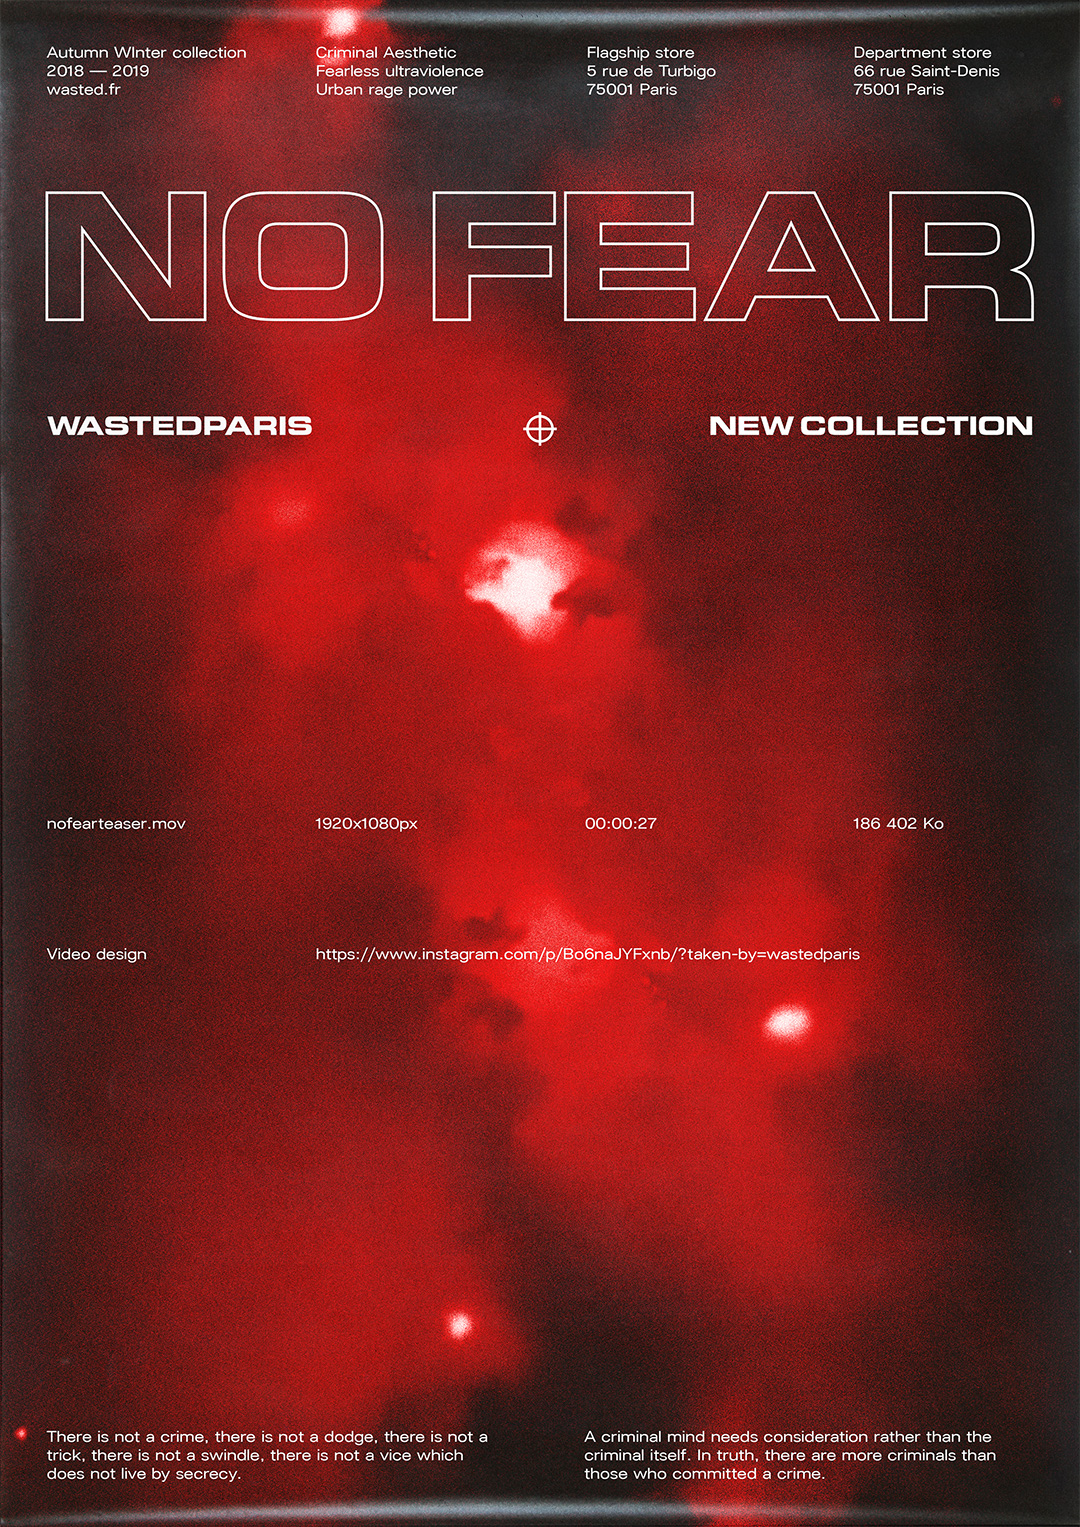 Autumn WInter collection
2018 — 2019
wasted.fr
Criminal Aesthetic
Fearless ultraviolence
Urban rage power
Flagship store
5 rue de Turbigo
75001 Paris
Department store
66 rue Saint-Denis
75001 Paris
NO FEAR
WASTEDPARIS
NEW COLLECTION
nofearteaser.mov
1920x1080px
00:00:27
186 402 Ko
Video design
https://www.instagram.com/p/Bo6naJYFxnb/?taken-by=wastedparis
There is not a crime, there is not a dodge, there is not a
trick, there is not a swindle, there is not a vice which
does not live by secrecy.
A criminal mind needs consideration rather than the
criminal itself. In truth, there are more criminals than
those who committed a crime.